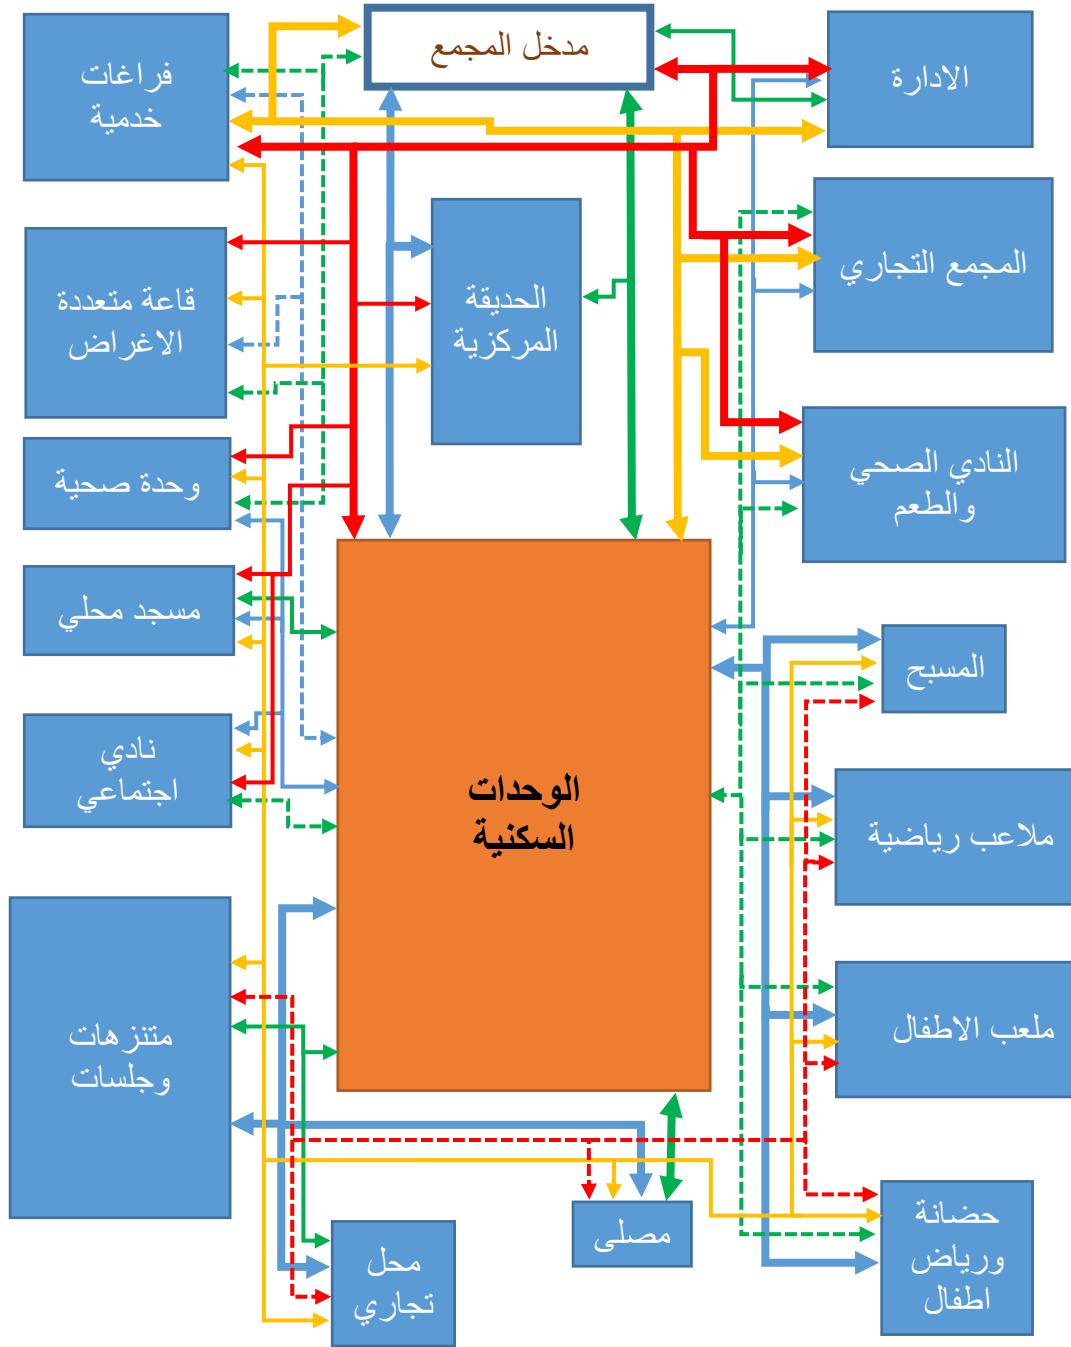 مدخل المجمع
الادارة
فراغات
خدمية
المجمع التجاري
الحديقة
المركزية
قاعة متعددة
الاغراض
النادي الصحي
والطعم
وحدة صحية
مسجد محلي
المسبح
نادي
اجتماعي
الوحدات
السكنية
ملاعب رياضية
ملعب الاطفال
متنزهات
وجلسات
مصلى
حضانة
ورياض
اطفال
محل
تجاري